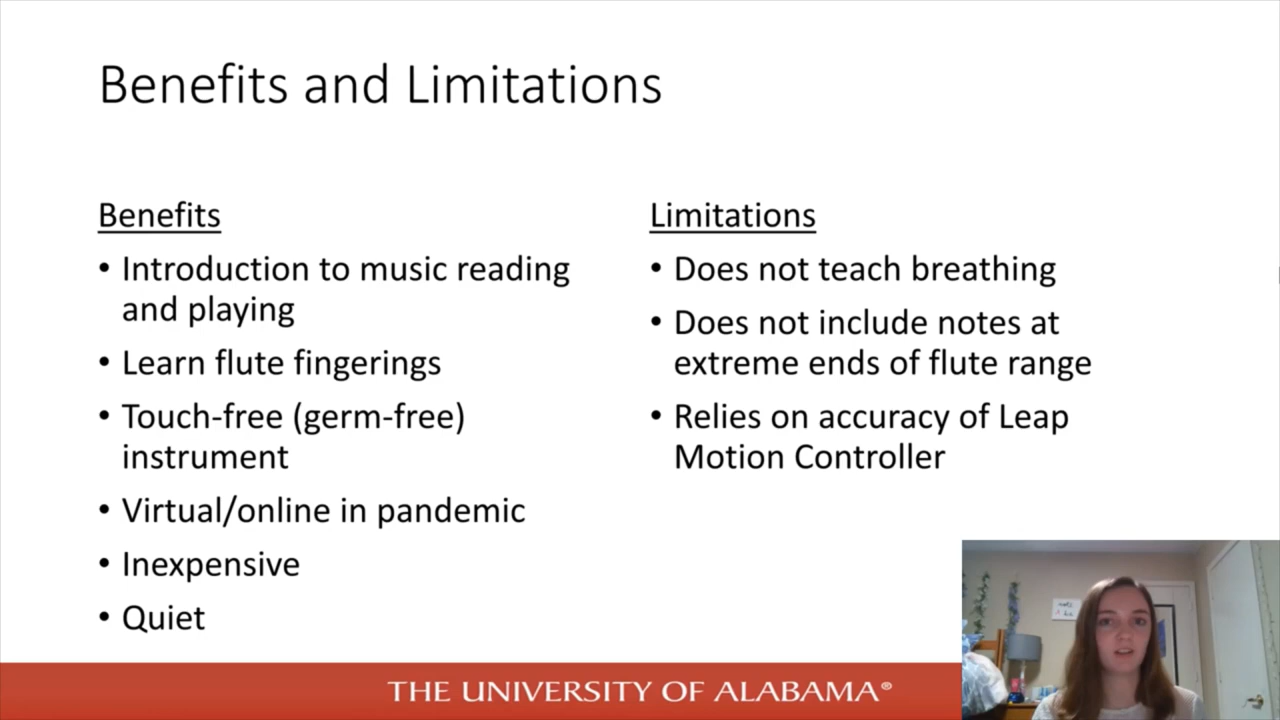 Benefits and Limitations
Benefits
• Introduction to music reading
and playing
• Learn flute fingerings
• Touch-free (germ-free)
instrument
• Virtual/online in pandemic
• Inexpensive
• Quiet
Limitations
• Does not teach breathing
• Does not include notes at
extreme ends of flute range
• Relies on accuracy of Leap
Motion Controller
THE UNIVERSITY OF ALABAMA®